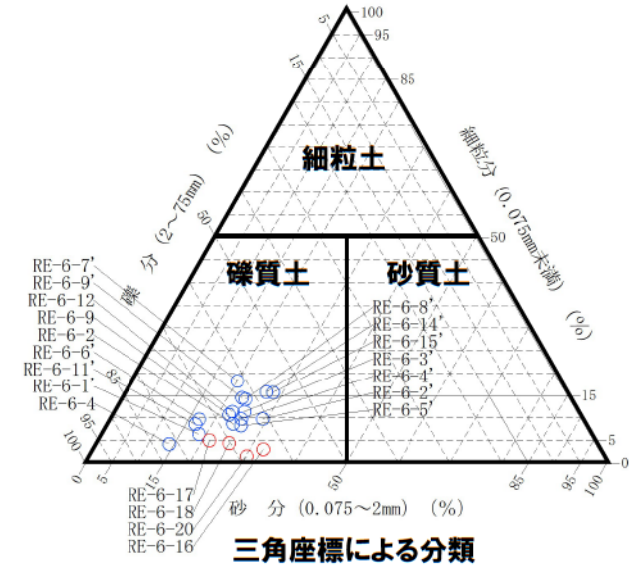 5
100
95
15
85
細粒土
礫 分 (2～75mm) (%)
細粒分 (0.075mm未満) (%)
50
50
礫質土
砂質土
RE-6-7'
RE-6-9'
RE-6-12
RE-6-9
RE-6-2
RE-6-6'
RE-6-11'
RE-6-1'
RE-6-4
RE-6-8'
RE-6-14'
RE-6-15'
RE-6-3'
RE-6-4'
RE-6-2'
RE-6-5'
85
15
95
5
100
0
0
5
15
50
85
95
100
RE-6-17
RE-6-18
RE-6-20
RE-6-16
砂 分 (0.075～2mm) (%)
三角座標による分類